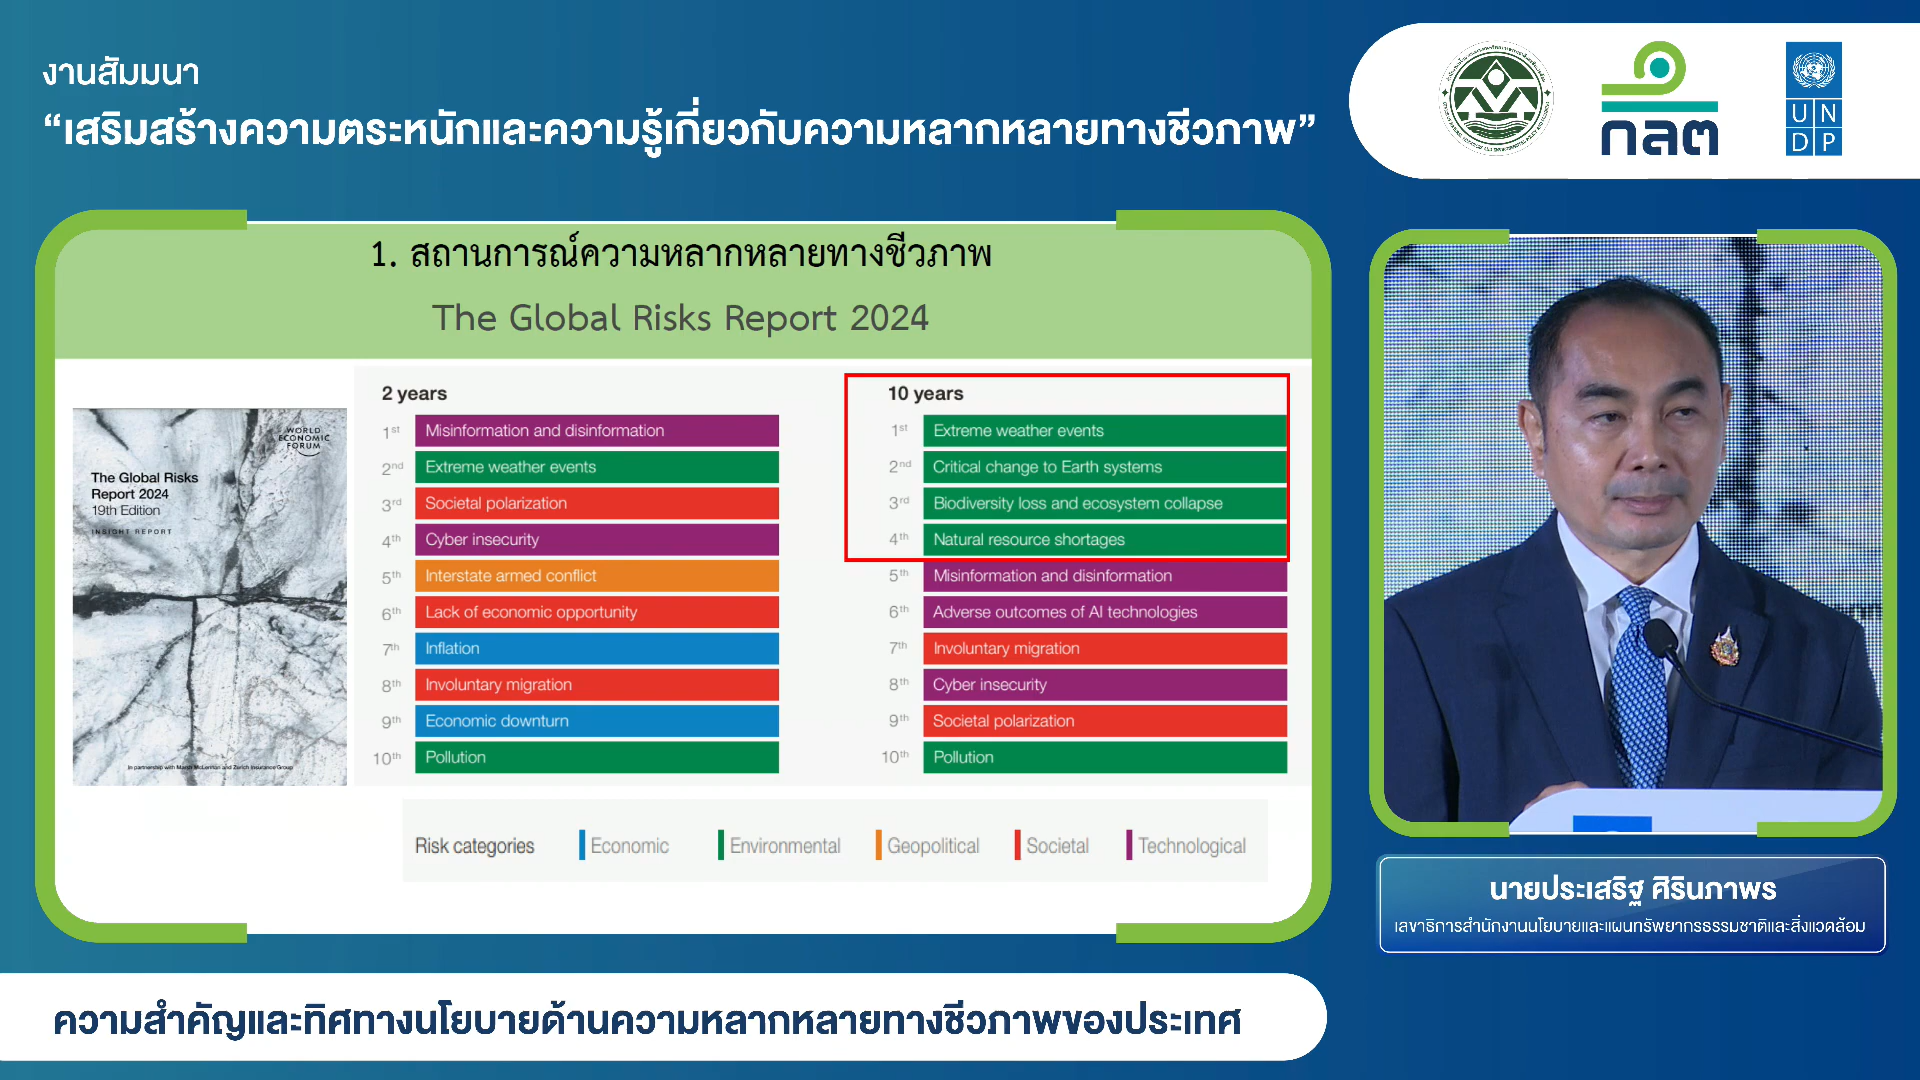 งานสัมมนา
“เสริมสร้างความตระหนักและความรู้เกี่ยวกับความหลากหลายทางชีวภาพ”
กลต
UN
DP
1. สถานการณ์ความหลากหลายทางชีวภาพ
The Global Risks Report 2024
WORLD
ECONOMIC
FORUM
The Global Risks
Report 2024
19th Edition
INSIGHT REPORT
In partnership with Marsh McLennan and Zurich Insurance Group
2 years
1st Misinformation and disinformation
2nd Extreme weather events
3rd Societal polarization
4th Cyber insecurity
5th Interstate armed conflict
6th Lack of economic opportunity
7th Inflation
8th Involuntary migration
9th Economic downturn
10th Pollution
10 years
1st Extreme weather events
2nd Critical change to Earth systems
3rd Biodiversity loss and ecosystem collapse
4th Natural resource shortages
5th Misinformation and disinformation
6th Adverse outcomes of AI technologies
7th Involuntary migration
8th Cyber insecurity
9th Societal polarization
10th Pollution
Risk categories Economic Environmental Geopolitical Societal Technological
นายประเสริฐ ศิรินภาพร
เลขาธิการสำนักงานนโยบายและแผนทรัพยากรธรรมชาติและสิ่งแวดล้อม
ความสำคัญและทิศทางนโยบายด้านความหลากหลายทางชีวภาพของประเทศ